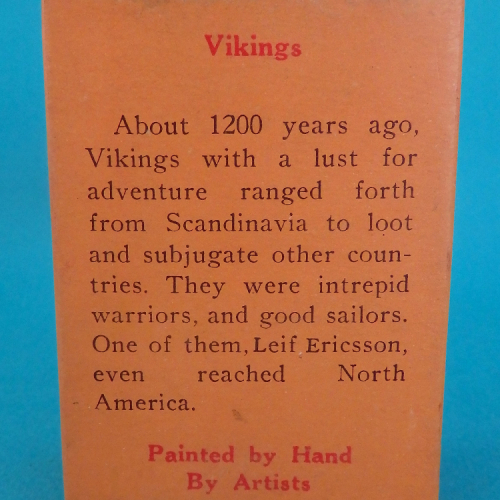 Vikings
About 1200 years ago,
Vikings with a lust for
adventure ranged forth
from Scandinavia to loot
and subjugate other coun-
tries. They were intrepid
warriors, and good sailors.
One of them, Leif Ericsson,
even reached North
America.
Painted by Hand
By Artists